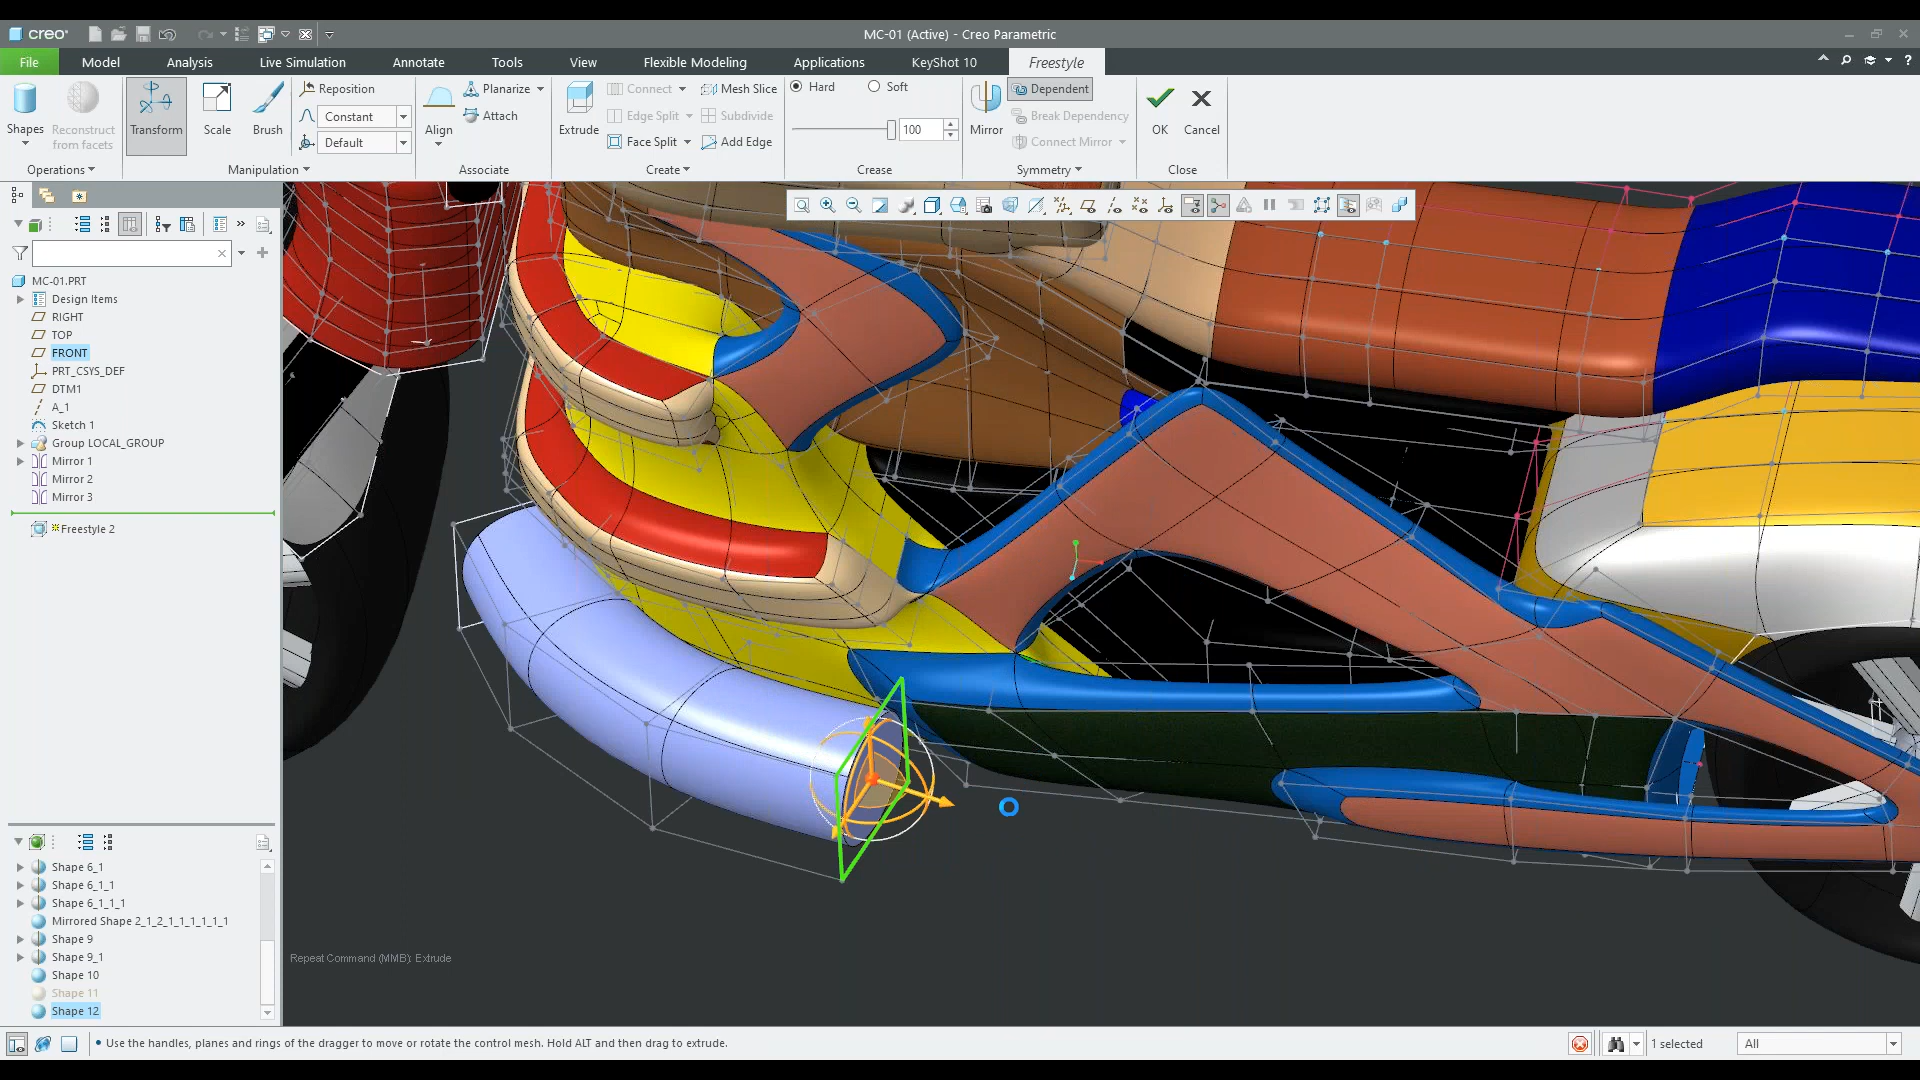 creo
MC-01 (Active) - Creo Parametric
File Model Analysis Live Simulation Annotate Tools View Flexible Modeling Applications KeyShot 10 Freestyle
Shapes
Reconstruct from facets
Operations
Transform
Scale
Brush
Reposition
Constant
Default
Manipulation
Align
Planarize
Attach
Associate
Extrude
Connect
Mesh Slice
Edge Split
Subdivide
Face Split
Add Edge
Create
Hard
Soft
100
Crease
Mirror
Dependent
Break Dependency
Connect Mirror
Symmetry
OK
Cancel
Close
MC-01.PRT
Design Items
RIGHT
TOP
FRONT
PRT_CSYS_DEF
DTM1
A_1
Sketch 1
Group LOCAL_GROUP
Mirror 1
Mirror 2
Mirror 3
Freestyle 2
Shape 6_1
Shape 6_1_1
Shape 6_1_1_1
Mirrored Shape 2_1_2_1_1_1_1_1_1
Shape 9
Shape 9_1
Shape 10
Shape 11
Shape 12
Repeat Command (MMB): Extrude
• Use the handles, planes and rings of the dragger to move or rotate the control mesh. Hold ALT and then drag to extrude.
1 selected
All